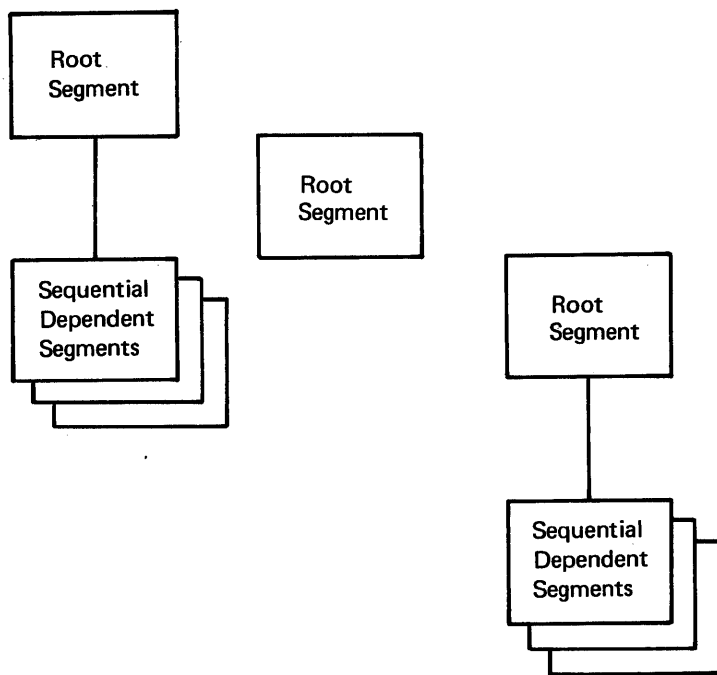 Root
Segment
Root
Segment
Sequential
Dependent
Segments
Root
Segment
Sequential
Dependent
Segments